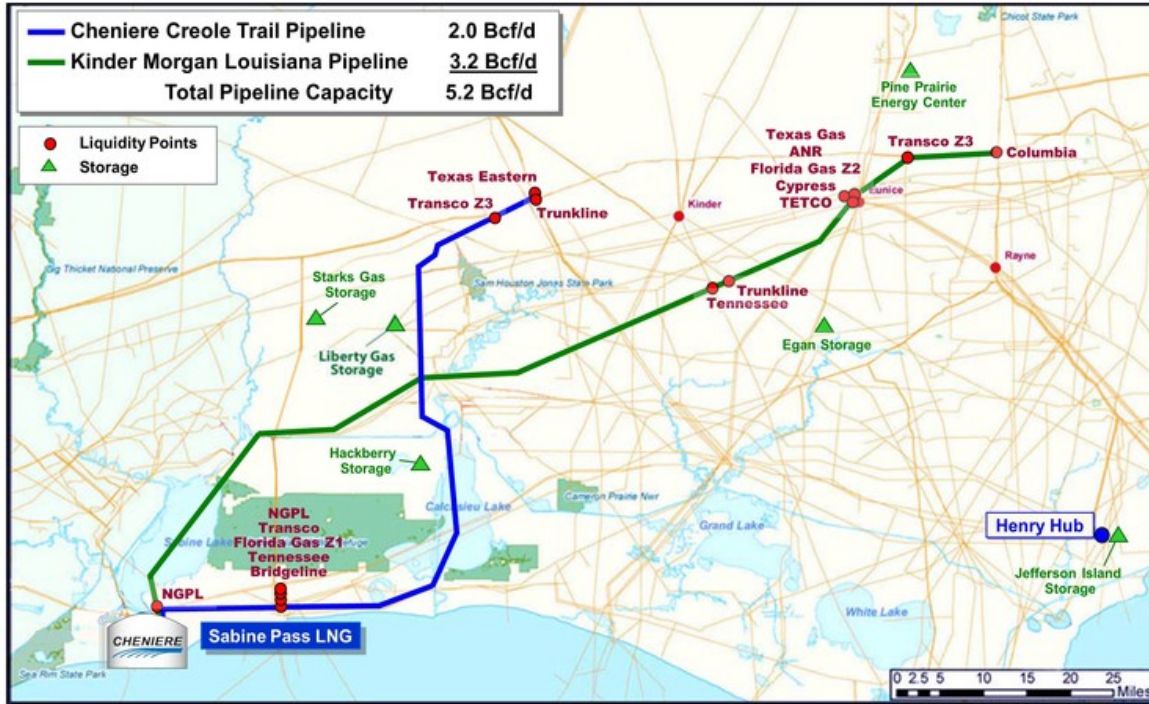 Cheniere Creole Trail Pipeline 2.0 Bcf/d
Kinder Morgan Louisiana Pipeline 3.2 Bcf/d
Total Pipeline Capacity 5.2 Bcf/d
Liquidity Points
Storage
Chicot State Park
Pine Prairie
Energy Center
Texas Gas
ANR
Florida Gas Z2
Cypress
TETCO
Transco Z3
Columbia
Eunice
Texas Eastern
Transco Z3
Trunkline
Kinder
Rayne
Big Thicket National Preserve
Sam Houston Jones State Park
Starks Gas
Storage
Liberty Gas
Storage
Trunkline
Tennessee
Egan Storage
Hackberry
Storage
Calcasieu Lake
Cameron Prairie Nwr
Grand Lake
NGPL
Transco
Sabine Lake
Florida Gas Z1
Tennessee
Bridgeline
Henry Hub
Jefferson Island
Storage
NGPL
White Lake
CHENIERE
Sabine Pass LNG
Sea Rim State Park
0 2.5 5 10 15 20 25
Miles